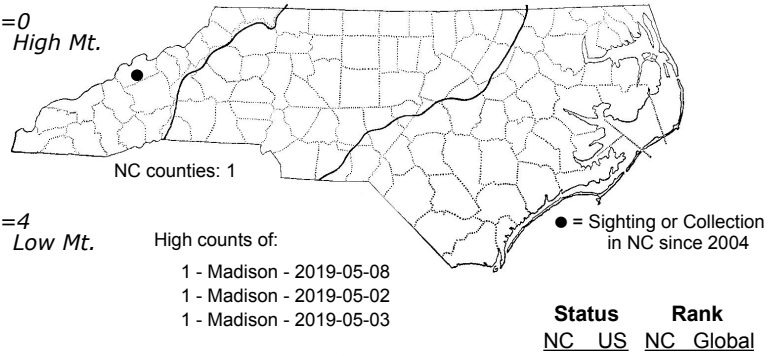 =0
High Mt.
NC counties: 1
=4
Low Mt.
High counts of:
1 - Madison - 2019-05-08
1 - Madison - 2019-05-02
1 - Madison - 2019-05-03
● = Sighting or Collection
in NC since 2004
Status Rank
NC US NC Global